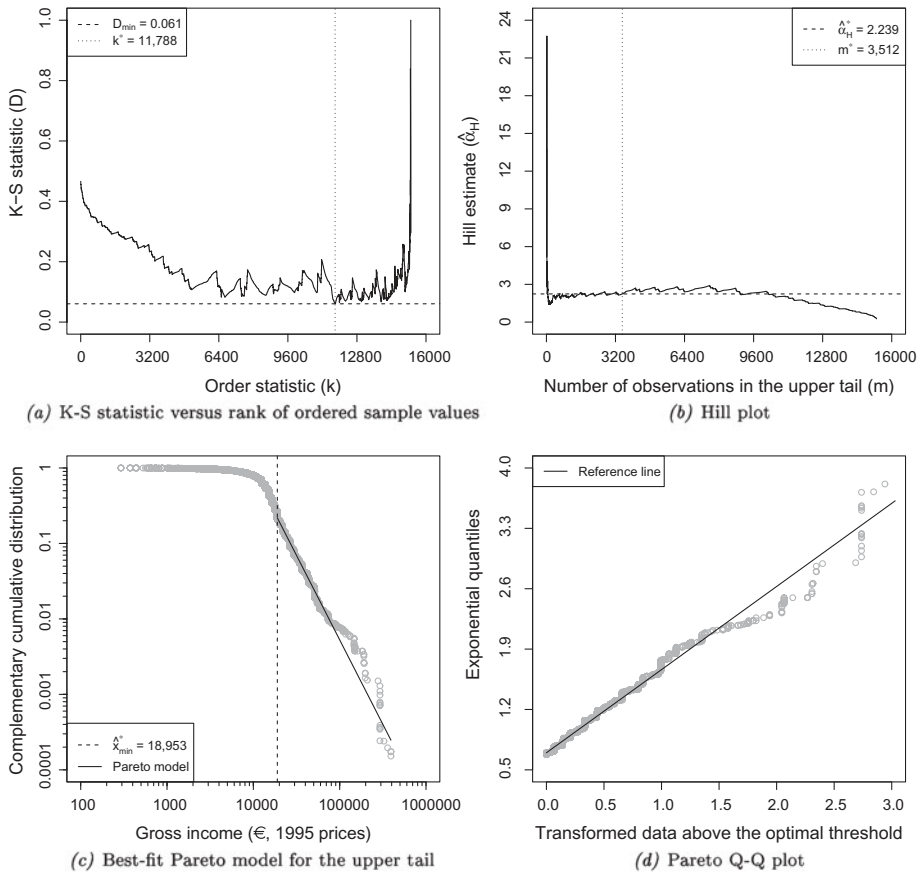 D_min = 0.061
k* = 11,788
K−S statistic (D)
0.0 0.2 0.4 0.6 0.8 1.0
0 3200 6400 9600 12800 16000
Order statistic (k)
(a) K-S statistic versus rank of ordered sample values
α̂*_H = 2.239
m* = 3,512
Hill estimate (α̂_H)
0 3 6 9 12 15 18 21 24
0 3200 6400 9600 12800 16000
Number of observations in the upper tail (m)
(b) Hill plot
Complementary cumulative distribution
0.0001 0.001 0.01 0.1 1
x̂*_min = 18,953
Pareto model
100 1000 10000 100000 1000000
Gross income (€, 1995 prices)
(c) Best-fit Pareto model for the upper tail
Reference line
Exponential quantiles
0.5 1.2 1.9 2.6 3.3 4.0
0.0 0.5 1.0 1.5 2.0 2.5 3.0
Transformed data above the optimal threshold
(d) Pareto Q-Q plot